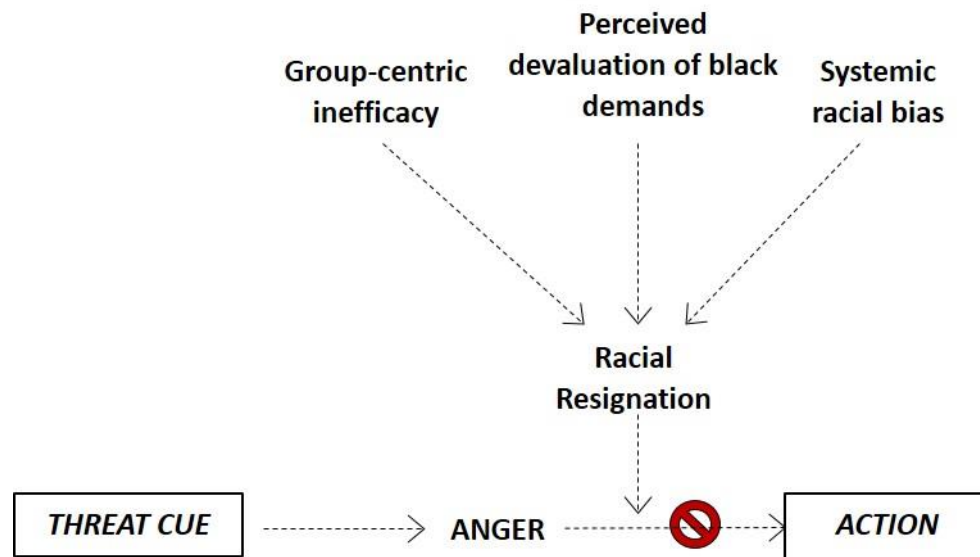 Group-centric
inefficacy
Perceived
devaluation of black
demands
Systemic
racial bias
Racial
Resignation
THREAT CUE
ANGER
ACTION